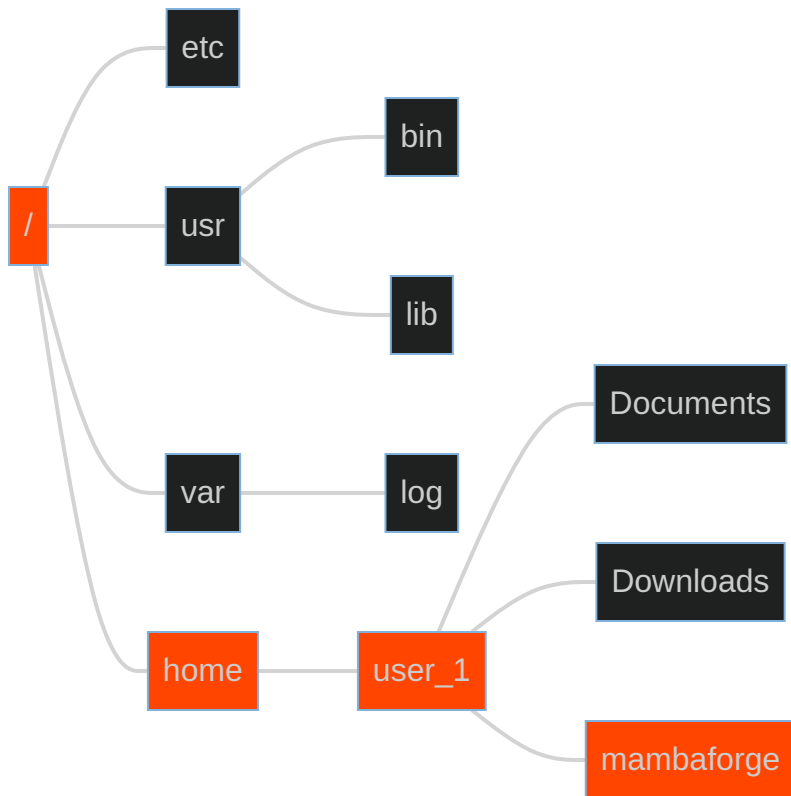 etc
bin
/
usr
lib
Documents
var
log
Downloads
home
user_1
mambaforge